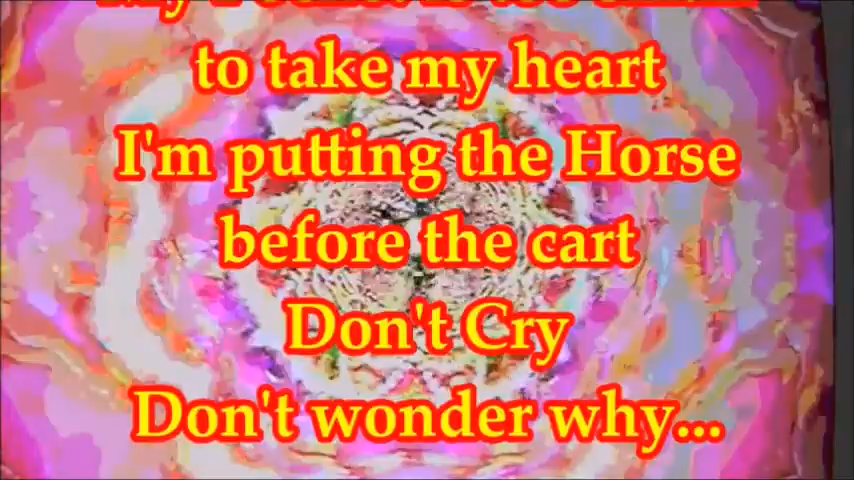 to take my heart
I'm putting the Horse
before the cart
Don't Cry
Don't wonder why...